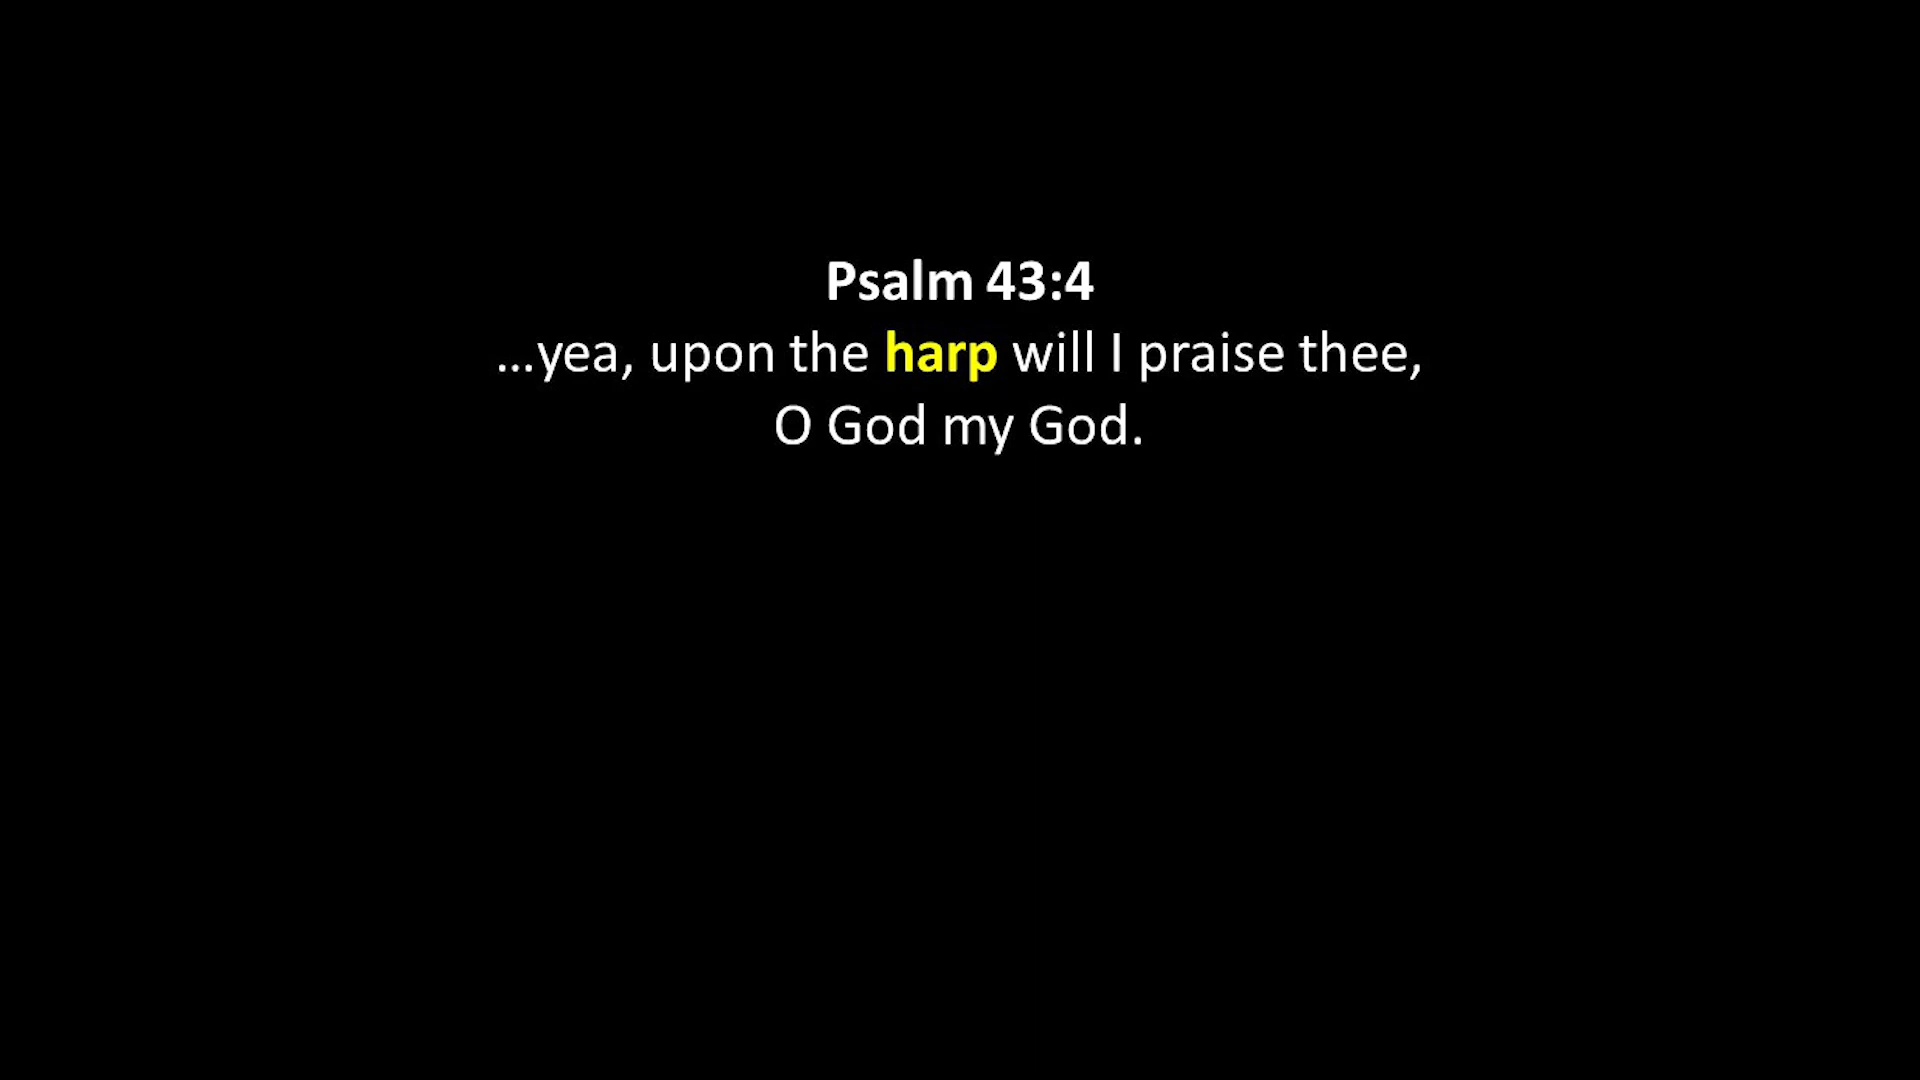 Psalm 43:4
…yea, upon the harp will I praise thee,
O God my God.